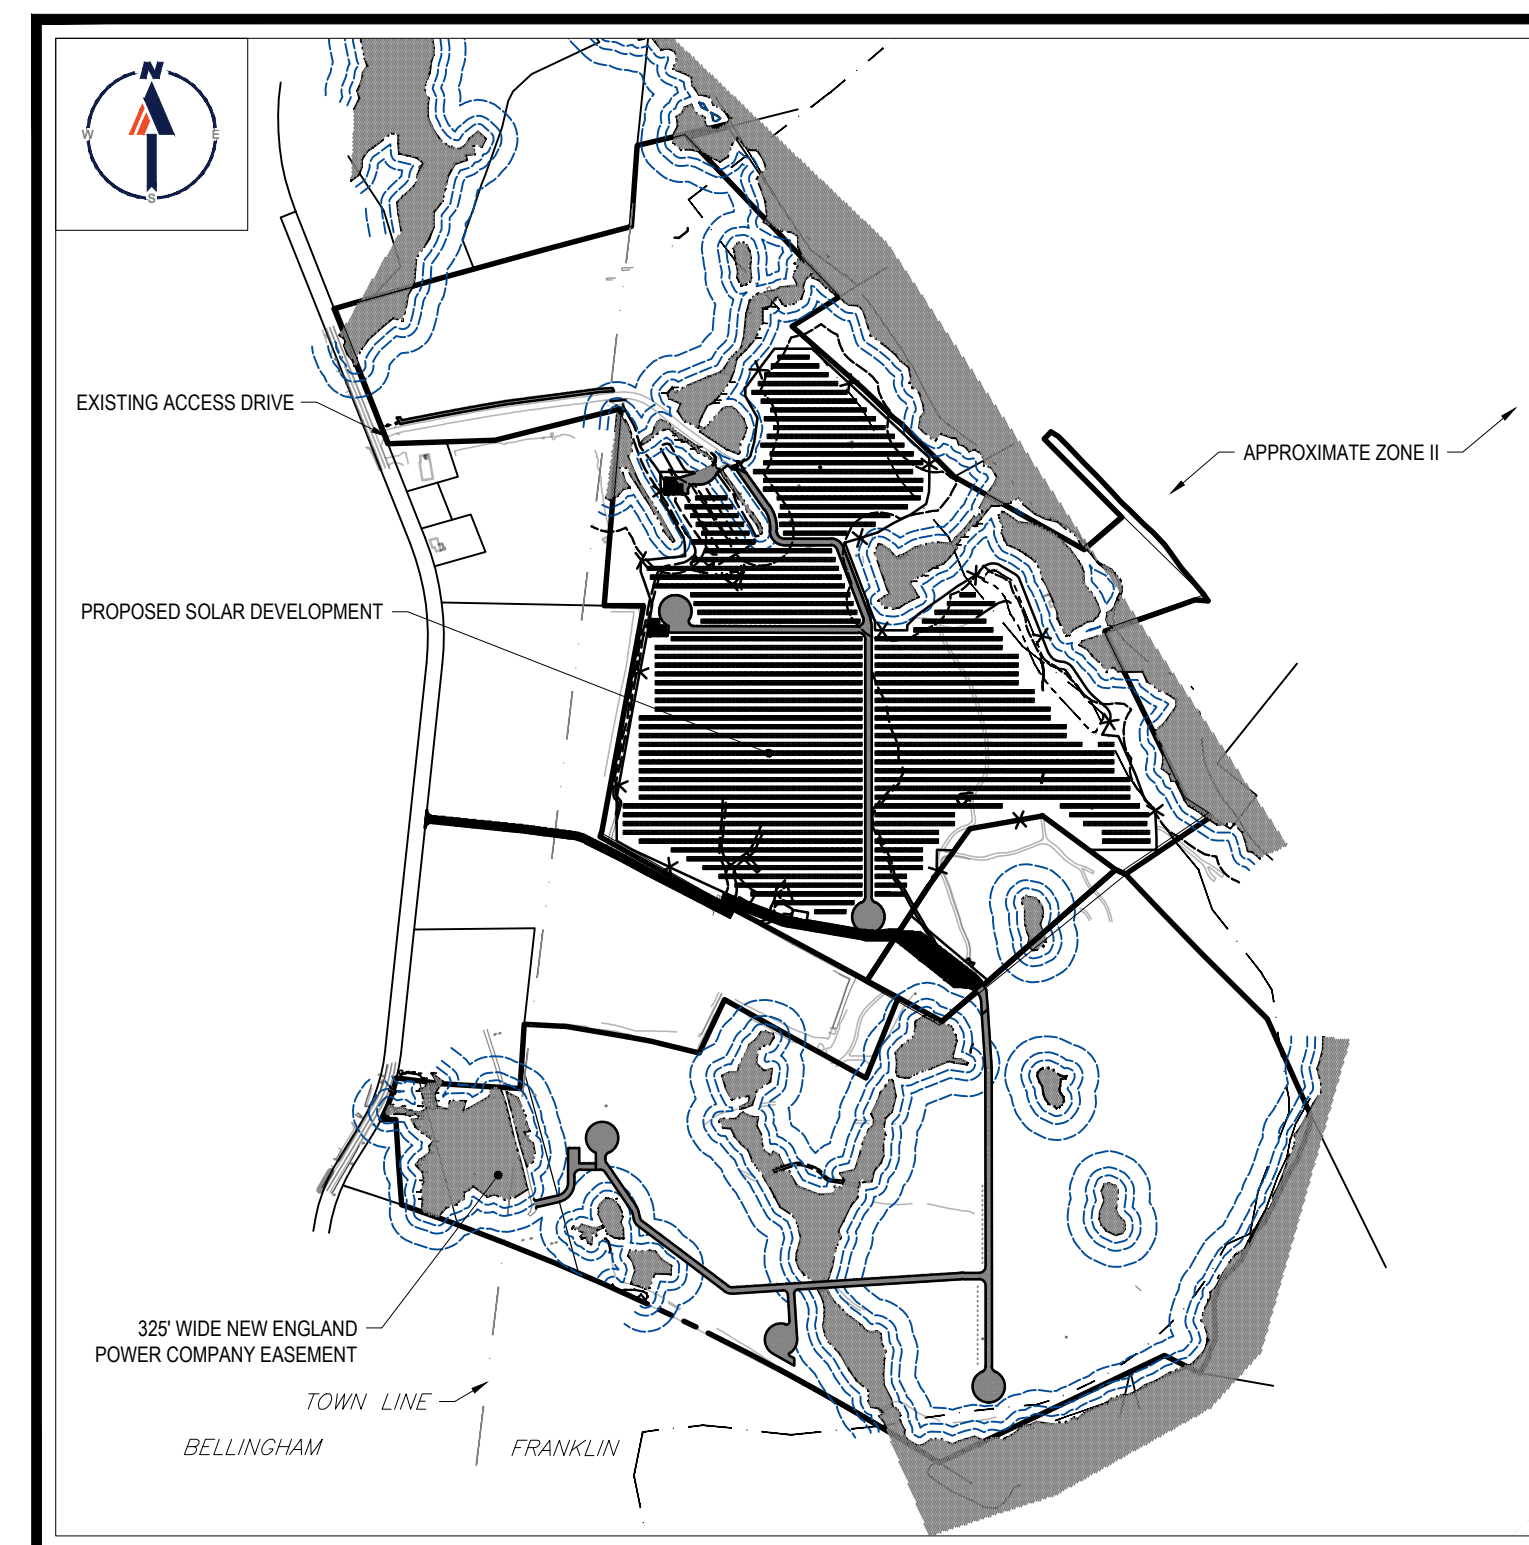 N
W
E
S
EXISTING ACCESS DRIVE
APPROXIMATE ZONE II
PROPOSED SOLAR DEVELOPMENT
325' WIDE NEW ENGLAND
POWER COMPANY EASEMENT
TOWN LINE
BELLINGHAM
FRANKLIN